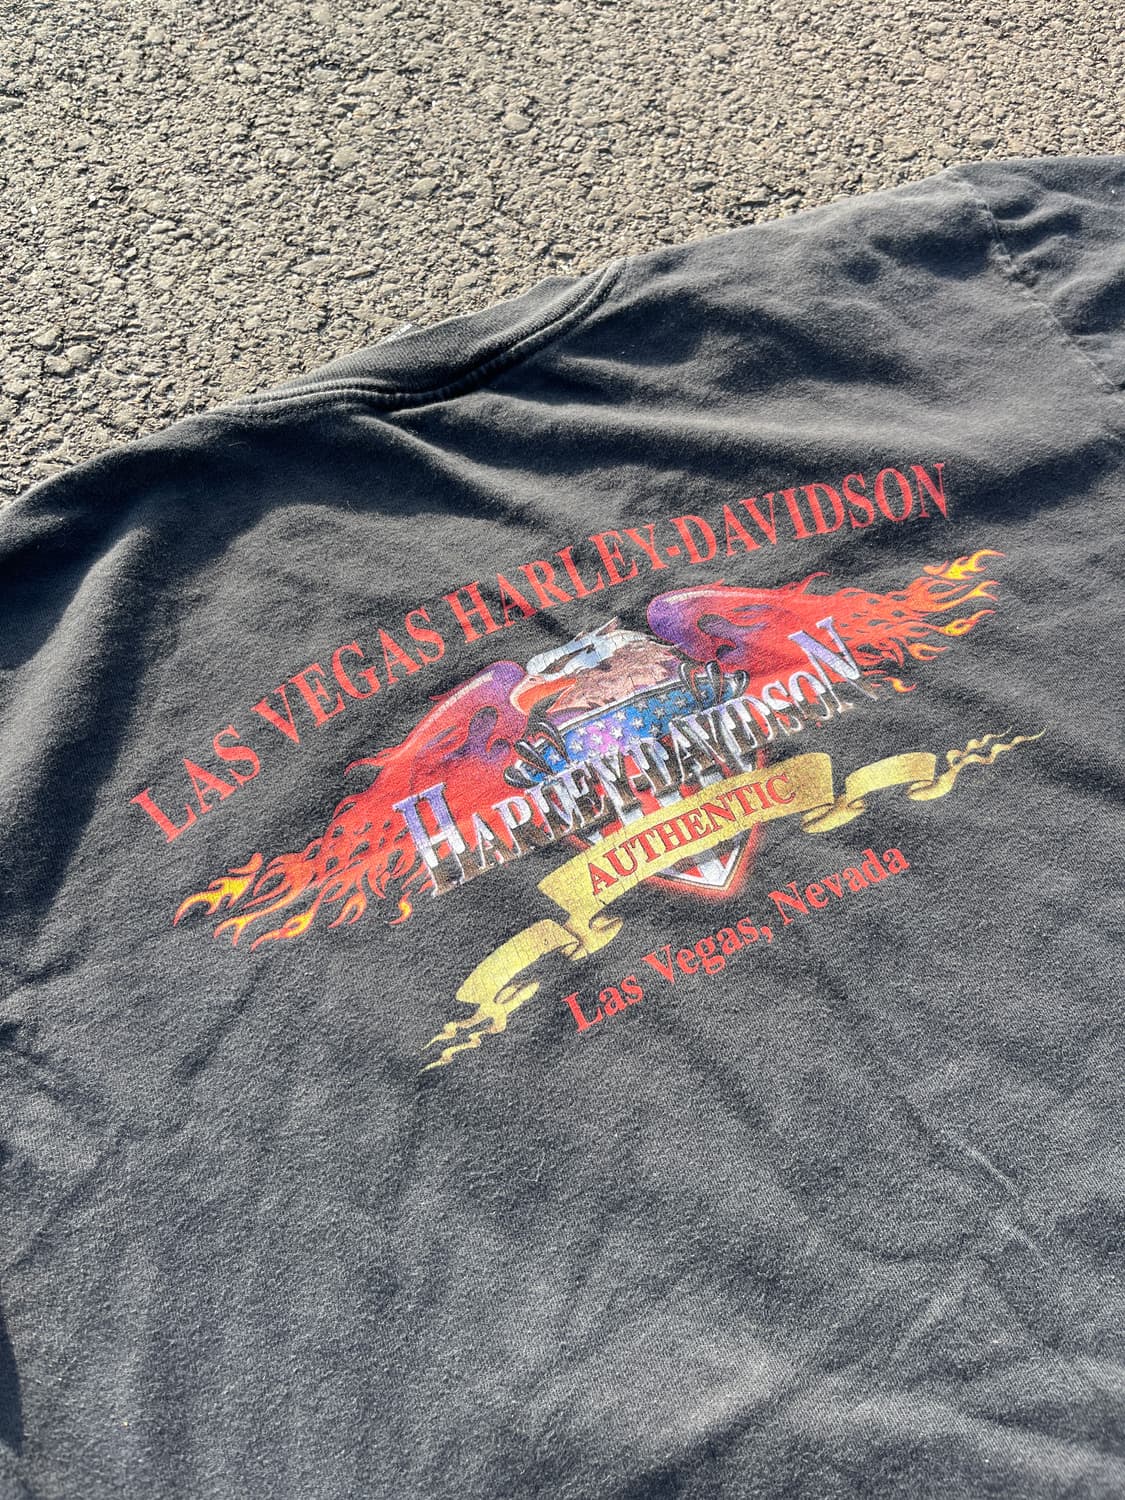 LAS VEGAS HARLEY-DAVIDSON
HARLEY-DAVIDSON
AUTHENTIC
Las Vegas, Nevada